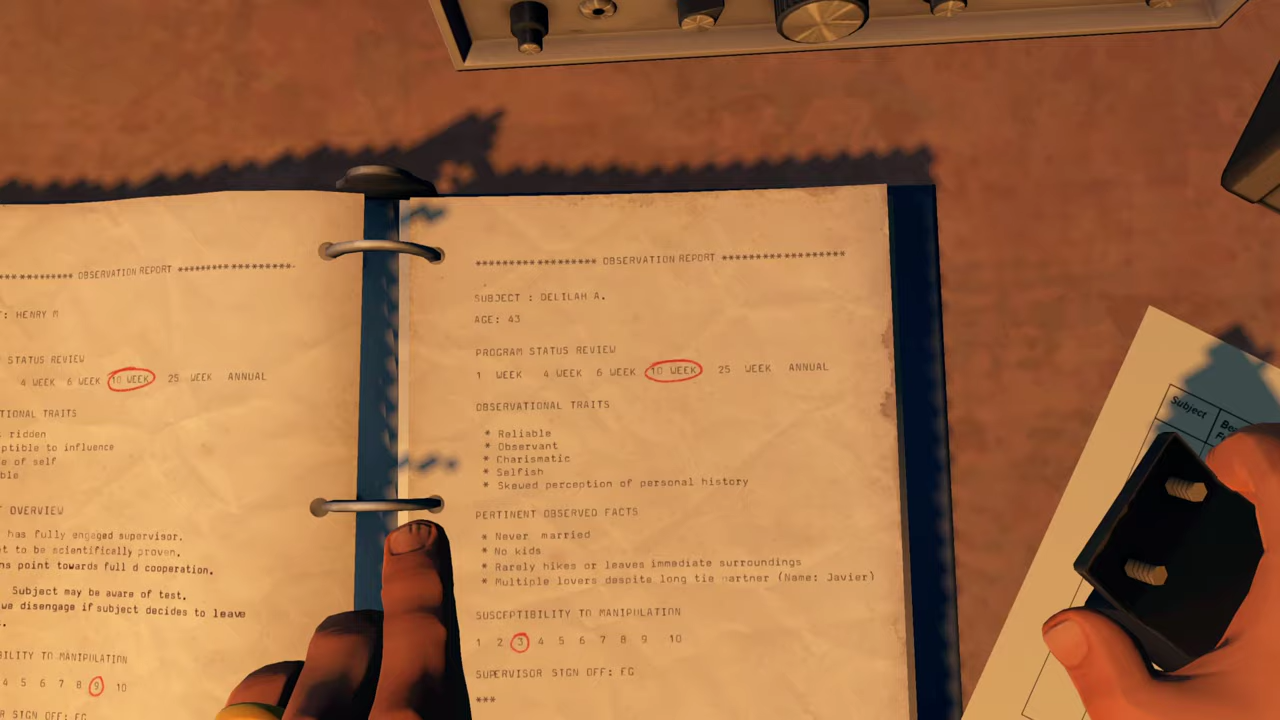 ********* OBSERVATION REPORT *****************
: HENRY M
STATUS REVIEW
4 WEEK 6 WEEK 10 WEEK 25 WEEK ANNUAL
TIONAL TRAITS
ridden
ptible to influence
e of self
ble
OVERVIEW
has fully engaged supervisor.
et to be scientifically proven.
ns point towards full d cooperation.
Subject may be aware of test.
we disengage if subject decides to leave
.
ILITY TO MANIPULATION
4 5 6 7 8 9 10
R SIGN OFF: FG
***************** OBSERVATION REPORT *****************
SUBJECT : DELILAH A.
AGE: 43
PROGRAM STATUS REVIEW
1 WEEK 4 WEEK 6 WEEK 10 WEEK 25 WEEK ANNUAL
OBSERVATIONAL TRAITS
* Reliable
* Observant
* Charismatic
* Selfish
* Skewed perception of personal history
PERTINENT OBSERVED FACTS
* Never married
* No kids
* Rarely hikes or leaves immediate surroundings
* Multiple lovers despite long tie partner (Name: Javier)
SUSCEPTIBILITY TO MANIPULATION
1 2 3 4 5 6 7 8 9 10
SUPERVISOR SIGN OFF: FG
***
Subject